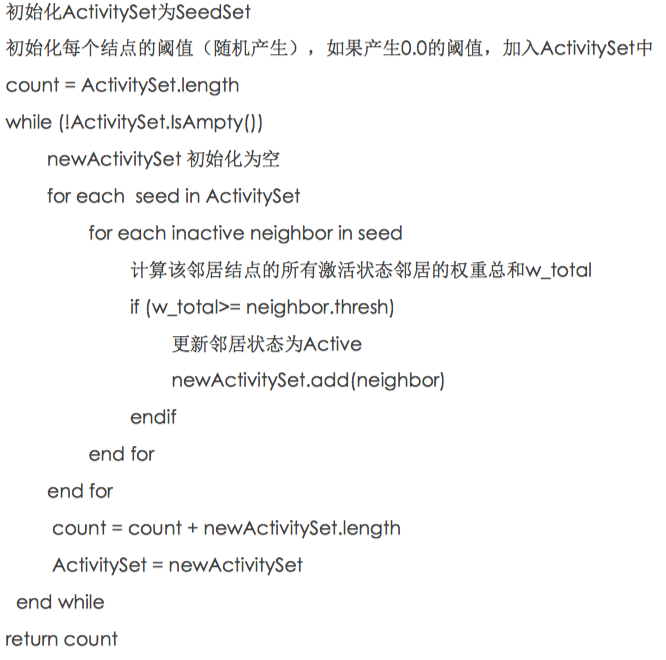 初始化ActivitySet为SeedSet
初始化每个结点的阈值（随机产生），如果产生0.0的阈值，加入ActivitySet中
count = ActivitySet.length
while (!ActivitySet.IsAmpty())
newActivitySet 初始化为空
for each seed in ActivitySet
for each inactive neighbor in seed
计算该邻居结点的所有激活状态邻居的权重总和w_total
if (w_total>= neighbor.thresh)
更新邻居状态为Active
newActivitySet.add(neighbor)
endif
end for
end for
count = count + newActivitySet.length
ActivitySet = newActivitySet
end while
return count